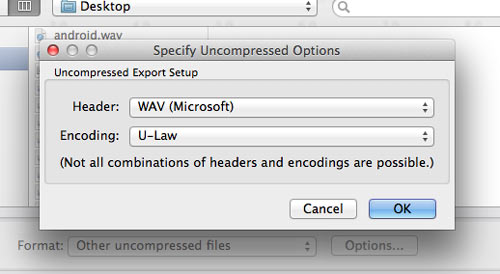 Desktop
android.wav
Specify Uncompressed Options
Uncompressed Export Setup
Header: WAV (Microsoft)
Encoding: U-Law
(Not all combinations of headers and encodings are possible.)
Cancel OK
Format: Other uncompressed files Options...